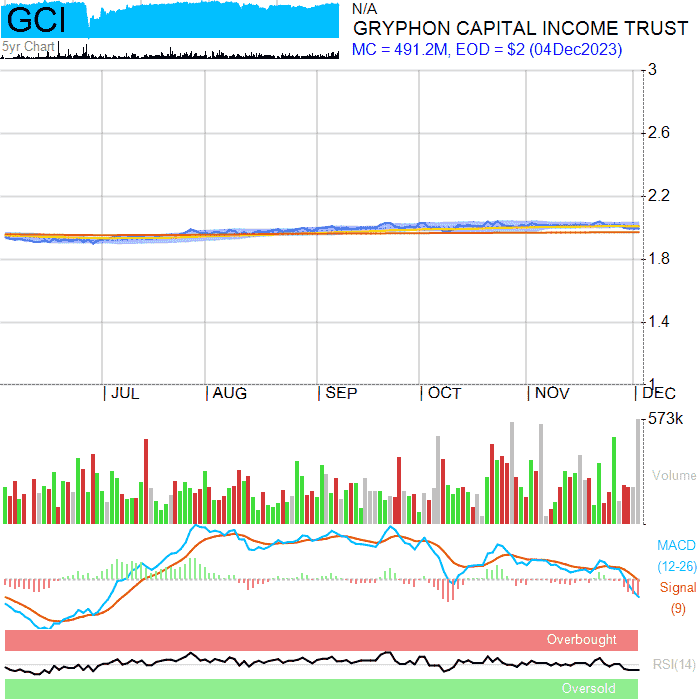 GCI
N/A
GRYPHON CAPITAL INCOME TRUST
5yr Chart
MC = 491.2M, EOD = $2 (04Dec2023)
3
2.6
2.2
1.8
1.4
1
JUL
AUG
SEP
OCT
NOV
DEC
573k
Volume
MACD
(12-26)
Signal
(9)
Overbought
RSI(14)
Oversold